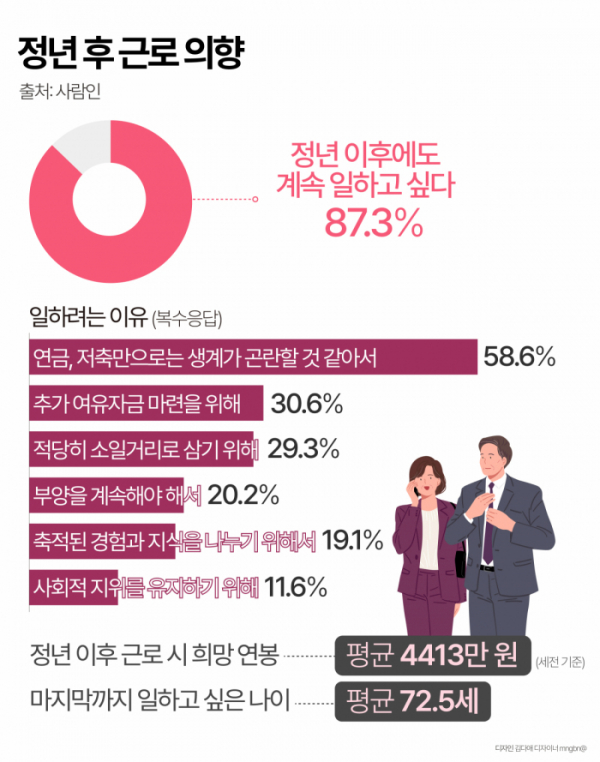 정년 후 근로 의향
출처: 사람인
정년 이후에도
계속 일하고 싶다
87.3%
일하려는 이유 (복수응답)
연금, 저축만으로는 생계가 곤란할 것 같아서 58.6%
추가 여유자금 마련을 위해 30.6%
적당히 소일거리로 삼기 위해 29.3%
부양을 계속해야 해서 20.2%
축적된 경험과 지식을 나누기 위해서 19.1%
사회적 지위를 유지하기 위해 11.6%
정년 이후 근로 시 희망 연봉 평균 4413만 원 (세전 기준)
마지막까지 일하고 싶은 나이 평균 72.5세
디자인 김다애 디자이너 mngbn@